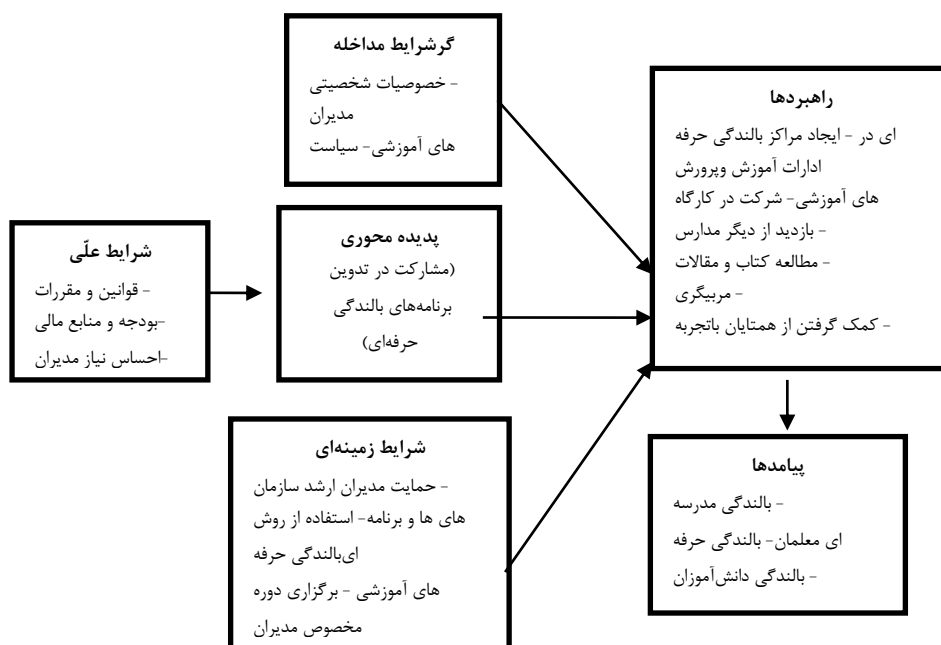 گرشرایط مداخله
- خصوصیات شخصیتی
مدیران
های آموزشی- سیاست
راهبردها
ای در - ایجاد مراکز بالندگی حرفه
ادارات آموزش وپرورش
های آموزشی- شرکت در کارگاه
- بازدید از دیگر مدارس
- مطالعه کتاب و مقالات
- مربیگری
- کمک گرفتن از همتایان باتجربه
پدیده محوری
(مشارکت در تدوین
برنامه‌های بالندگی
حرفه‌ای)
شرایط علّی
- قوانین و مقررات
-بودجه و منابع مالی
-احساس نیاز مدیران
شرایط زمینه‌ای
- حمایت مدیران ارشد سازمان
های ها و برنامه- استفاده از روش
ای‌بالندگی حرفه
های آموزشی - برگزاری دوره
مخصوص مدیران
پیامدها
- بالندگی مدرسه
ای معلمان- بالندگی حرفه
- بالندگی دانش‌آموزان